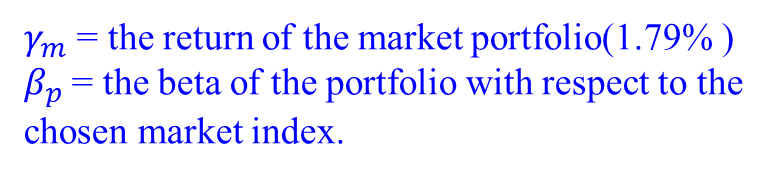 γₘ = the return of the market portfolio(1.79% )
βₚ = the beta of the portfolio with respect to the
chosen market index.